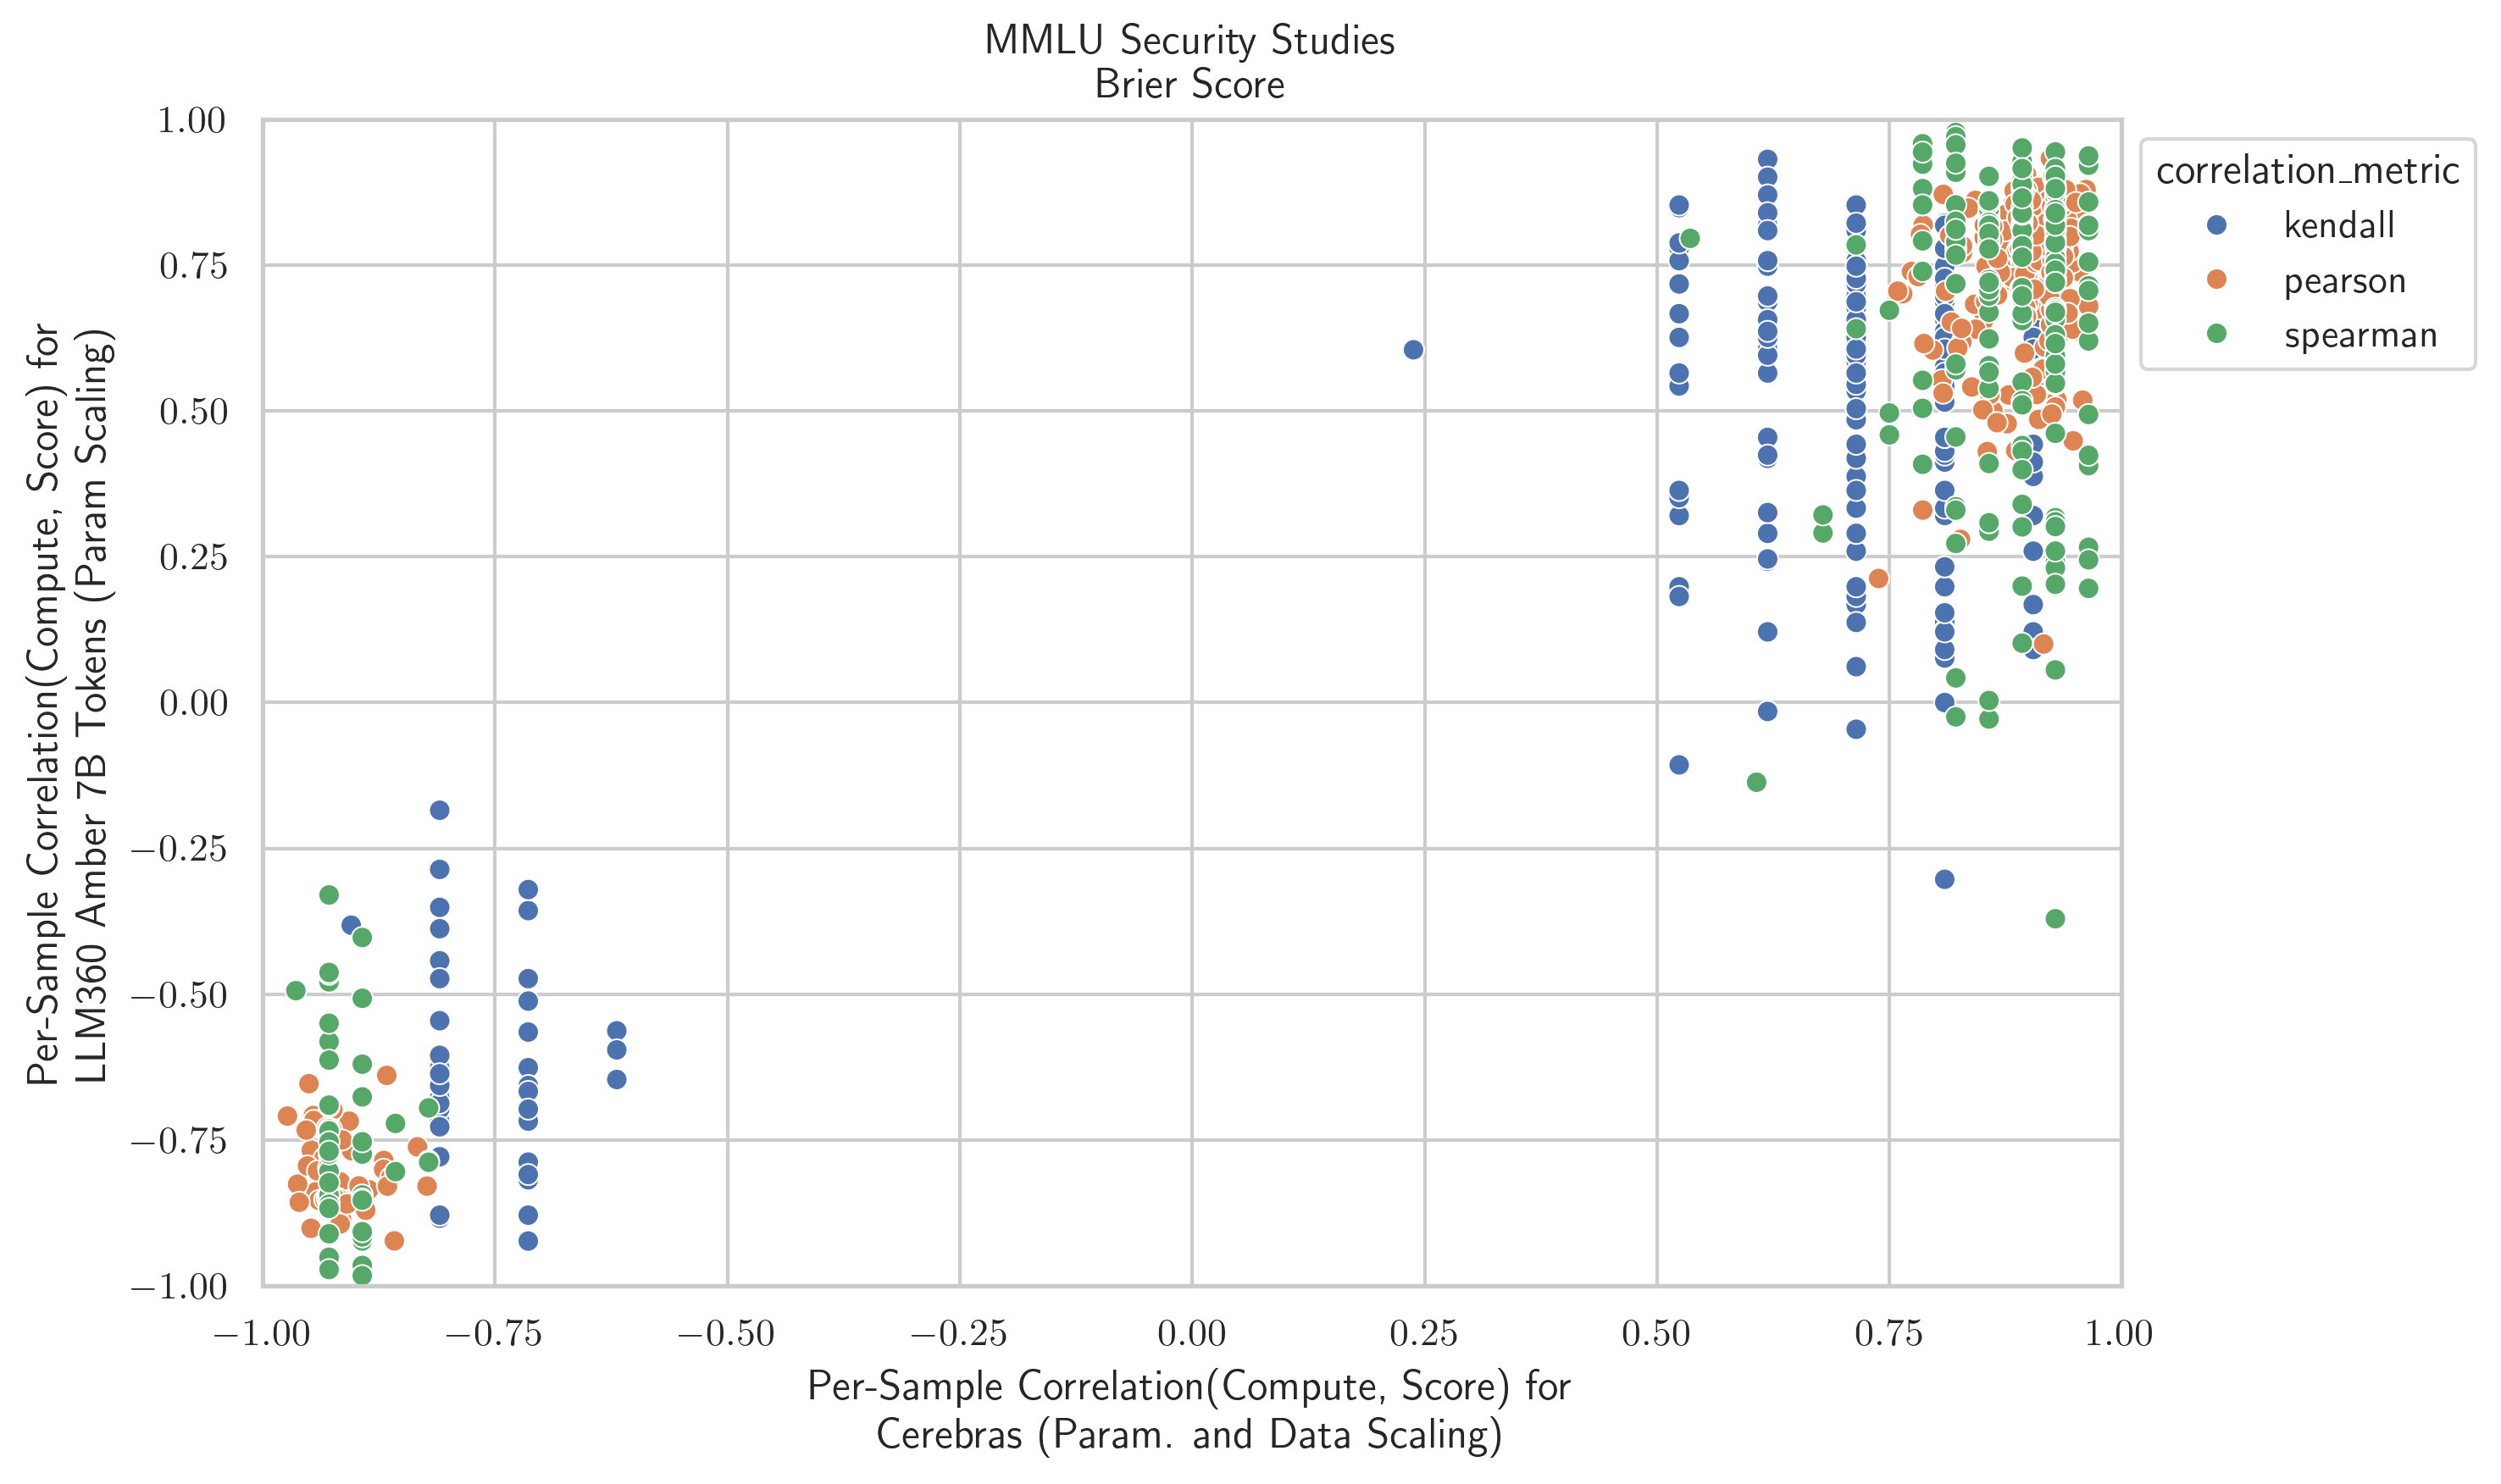 MMLU Security Studies
Brier Score
Per-Sample Correlation(Compute, Score) for
LLM360 Amber 7B Tokens (Param Scaling)
1.00
0.75
0.50
0.25
0.00
−0.25
−0.50
−0.75
−1.00
−1.00 −0.75 −0.50 −0.25 0.00 0.25 0.50 0.75 1.00
Per-Sample Correlation(Compute, Score) for
Cerebras (Param. and Data Scaling)
correlation_metric
kendall
pearson
spearman